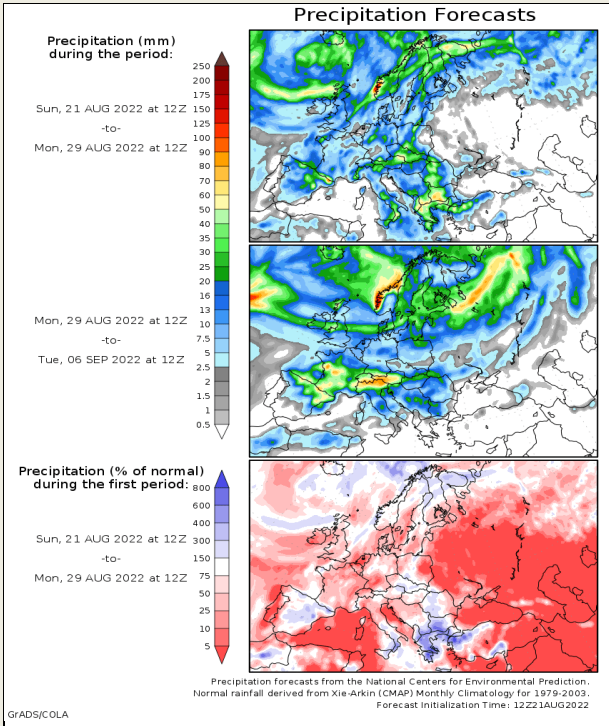 Precipitation Forecasts
Precipitation (mm)
during the period:
Sun, 21 AUG 2022 at 12Z
-to-
Mon, 29 AUG 2022 at 12Z
250
200
175
150
125
100
90
80
70
60
50
40
35
30
25
20
16
13
10
7.5
5
2.5
2
1.5
1
0.5
Mon, 29 AUG 2022 at 12Z
-to-
Tue, 06 SEP 2022 at 12Z
Precipitation (% of normal)
during the first period:
Sun, 21 AUG 2022 at 12Z
-to-
Mon, 29 AUG 2022 at 12Z
800
600
400
300
150
75
50
25
10
5
Precipitation forecasts from the National Centers for Environmental Prediction.
Normal rainfall derived from Xie-Arkin (CMAP) Monthly Climatology for 1979-2003.
Forecast Initialization Time: 12Z21AUG2022
GrADS/COLA